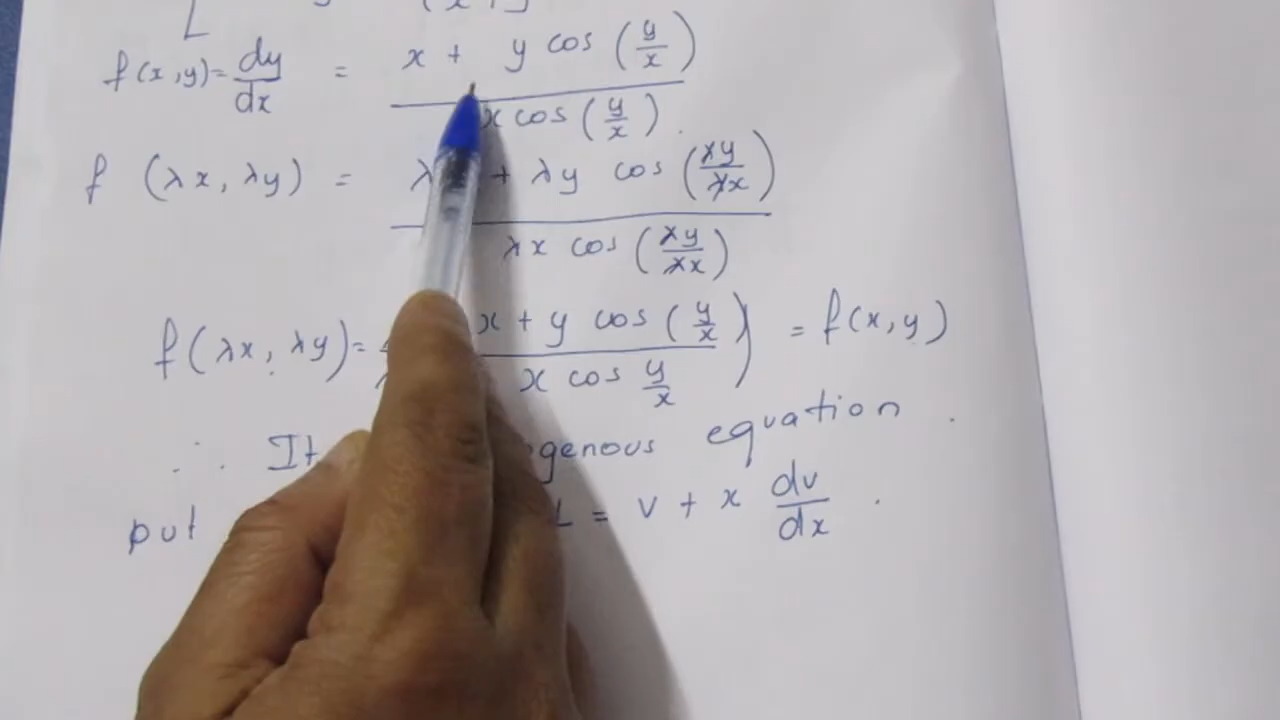 f(x,y)= dy/dx = x + y cos (y/x) / x cos (y/x).
f (λx, λy) = λ + λy cos (λy/λx) / λx cos (λy/λx)
f(λx, λy)= x + y cos (y/x) / x cos y/x ) = f(x,y)
∴ It genous equation .
put = v + x dv/dx .